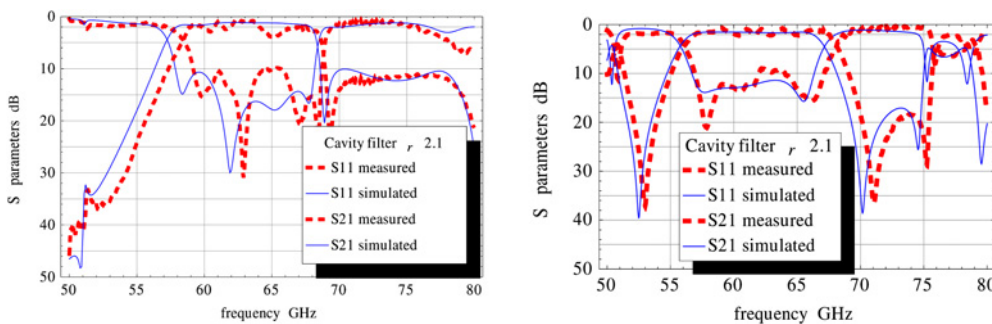 0
10
20
30
40
50
50 55 60 65 70 75 80
S parameters dB
frequency GHz
Cavity filter r 2.1
S11 measured
S11 simulated
S21 measured
S21 simulated
0
10
20
30
40
50
50 55 60 65 70 75 80
S parameters dB
frequency GHz
Cavity filter r 2.1
S11 measured
S11 simulated
S21 measured
S21 simulated